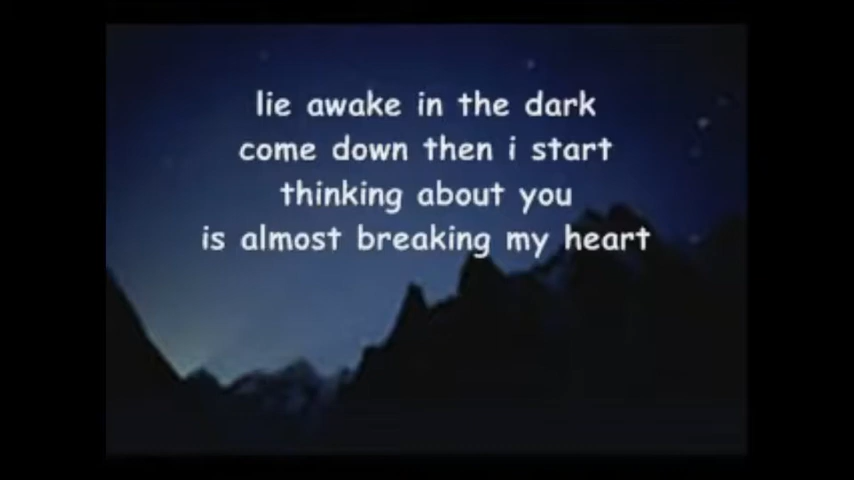 lie awake in the dark
come down then i start
thinking about you
is almost breaking my heart